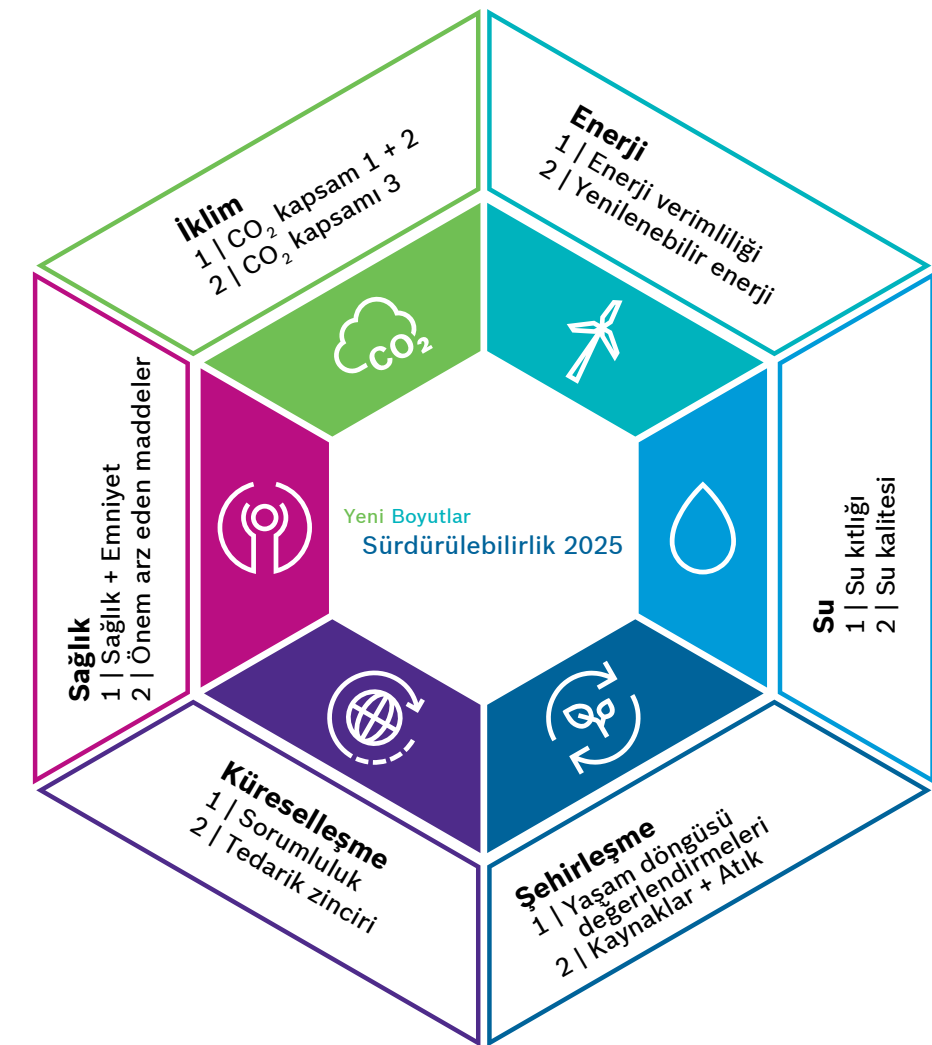 İklim
1 | CO₂ kapsam 1 + 2
2 | CO₂ kapsamı 3
Enerji
1 | Enerji verimliliği
2 | Yenilenebilir enerji
CO₂
Sağlık
1 | Sağlık + Emniyet
2 | Önem arz eden maddeler
Yeni Boyutlar
Sürdürülebilirlik 2025
Su
1 | Su kıtlığı
2 | Su kalitesi
Küreselleşme
1 | Sorumluluk
2 | Tedarik zinciri
Şehirleşme
1 | Yaşam döngüsü
değerlendirmeleri
2 | Kaynaklar + Atık